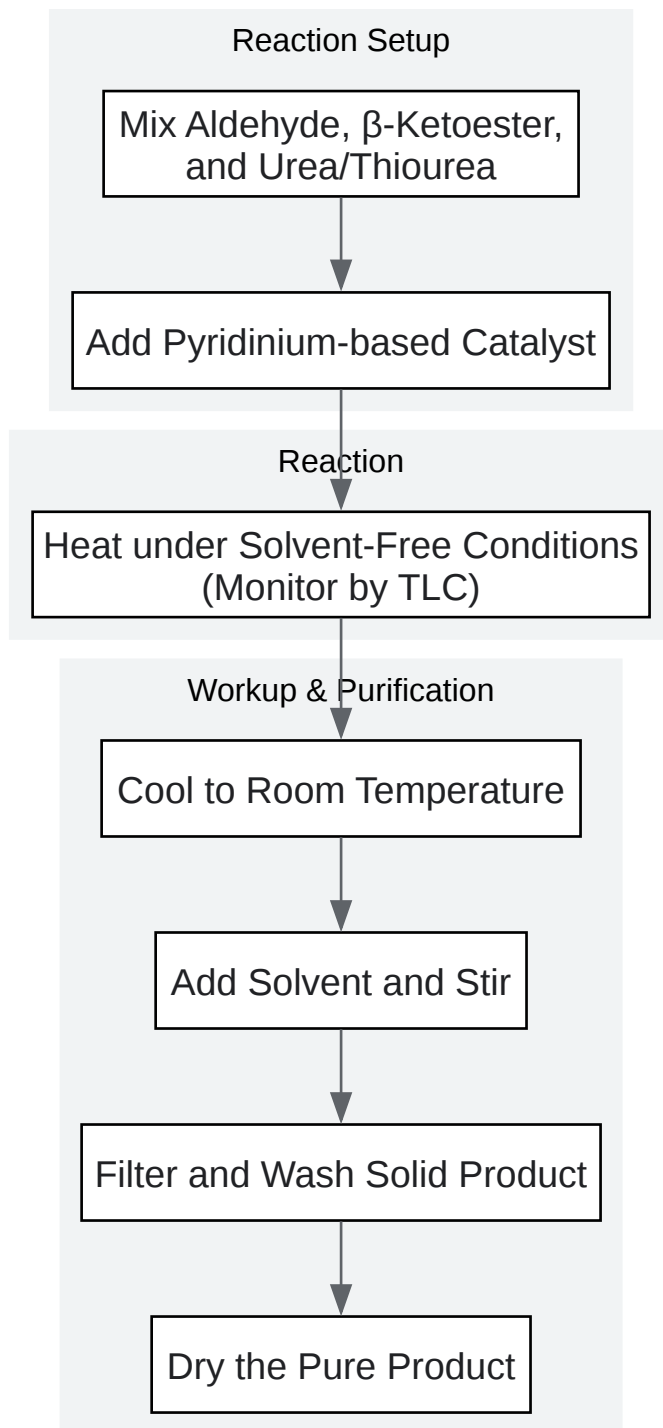 Reaction Setup
Mix Aldehyde, β-Ketoester,
and Urea/Thiourea
Add Pyridinium-based Catalyst
Reaction
Heat under Solvent-Free Conditions
(Monitor by TLC)
Workup & Purification
Cool to Room Temperature
Add Solvent and Stir
Filter and Wash Solid Product
Dry the Pure Product